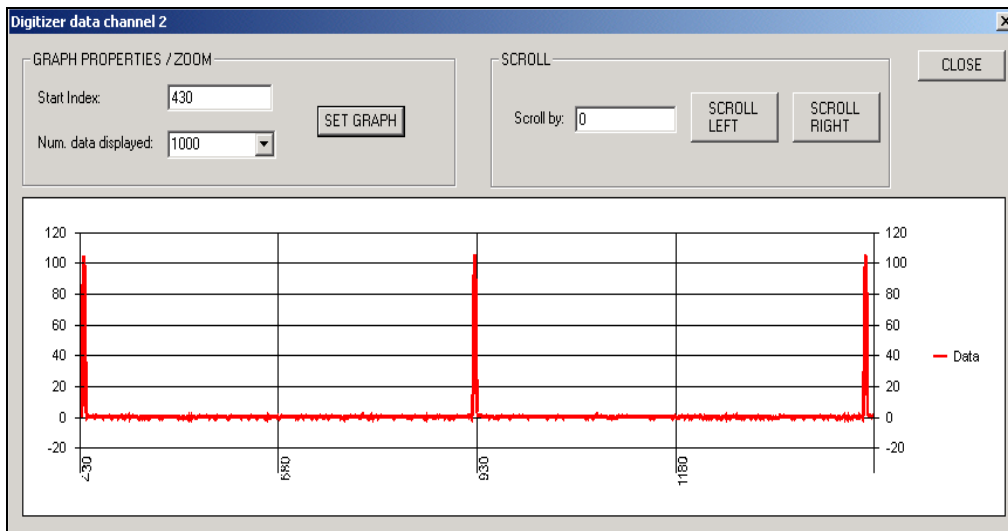 Digitizer data channel 2
GRAPH PROPERTIES / ZOOM
Start Index: 430
Num. data displayed: 1000
SET GRAPH
SCROLL
Scroll by: 0
SCROLL LEFT
SCROLL RIGHT
CLOSE
120 120
100 100
80 80
60 60
40 40
20 20
0 0
-20 -20
430 680 930 1180
Data